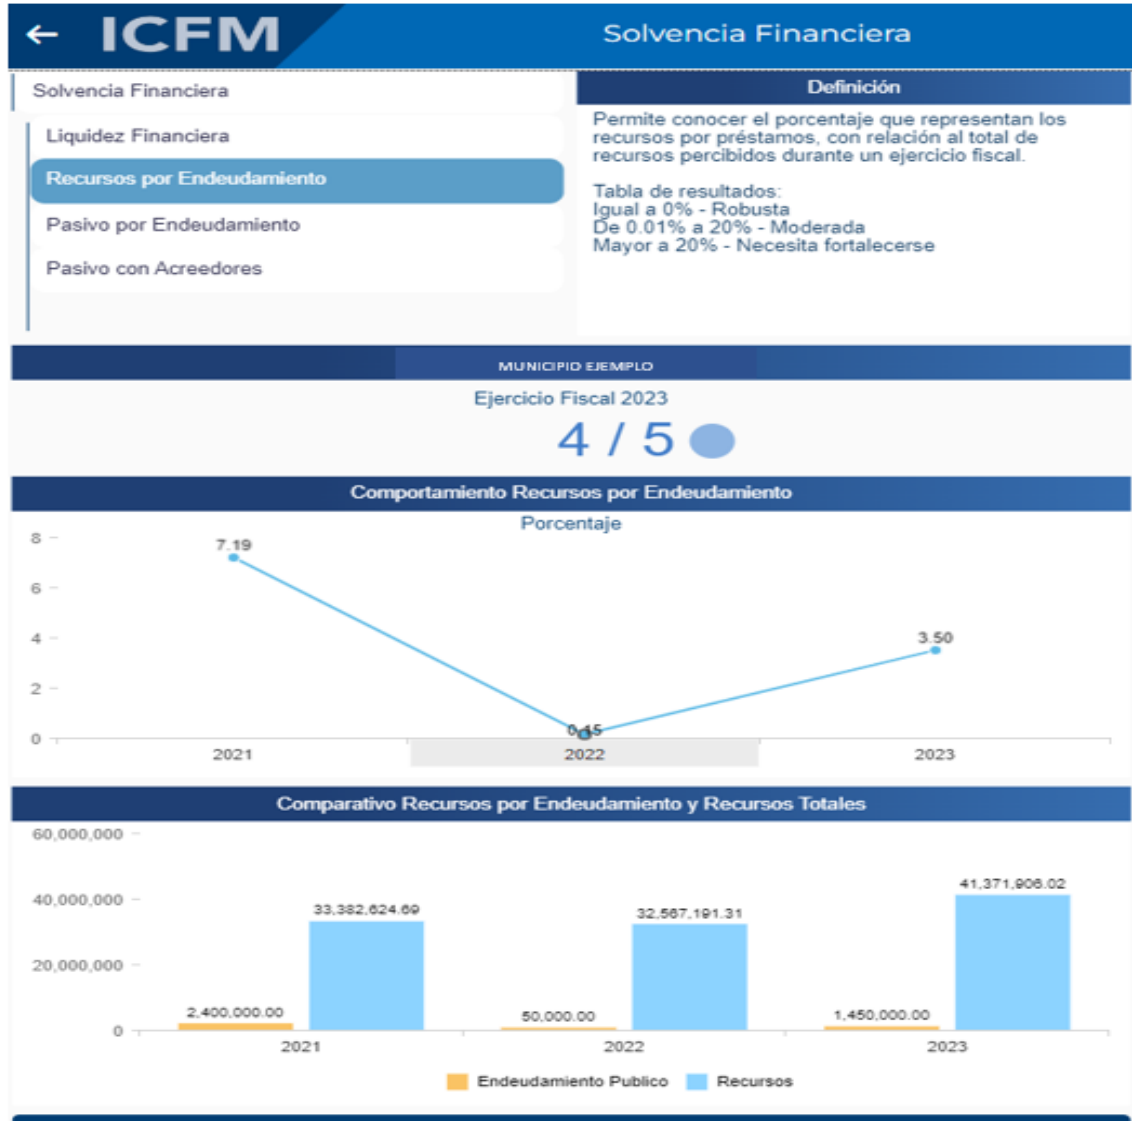 ICFM
Solvencia Financiera
Solvencia Financiera
Liquidez Financiera
Recursos por Endeudamiento
Pasivo por Endeudamiento
Pasivo con Acreedores
Definición
Permite conocer el porcentaje que representan los
recursos por préstamos, con relación al total de
recursos percibidos durante un ejercicio fiscal.
Tabla de resultados:
Igual a 0% - Robusta
De 0.01% a 20% - Moderada
Mayor a 20% - Necesita fortalecerse
MUNICIPIO EJEMPLO
Ejercicio Fiscal 2023
4 / 5
Comportamiento Recursos por Endeudamiento
Porcentaje
8
7.19
6
4
3.50
2
0.15
0
2021
2022
2023
Comparativo Recursos por Endeudamiento y Recursos Totales
60,000,000
41,371,906.02
40,000,000
33,382,624.69
32,567,191.31
20,000,000
2,400,000.00
50,000.00
1,450,000.00
0
2021
2022
2023
Endeudamiento Publico
Recursos